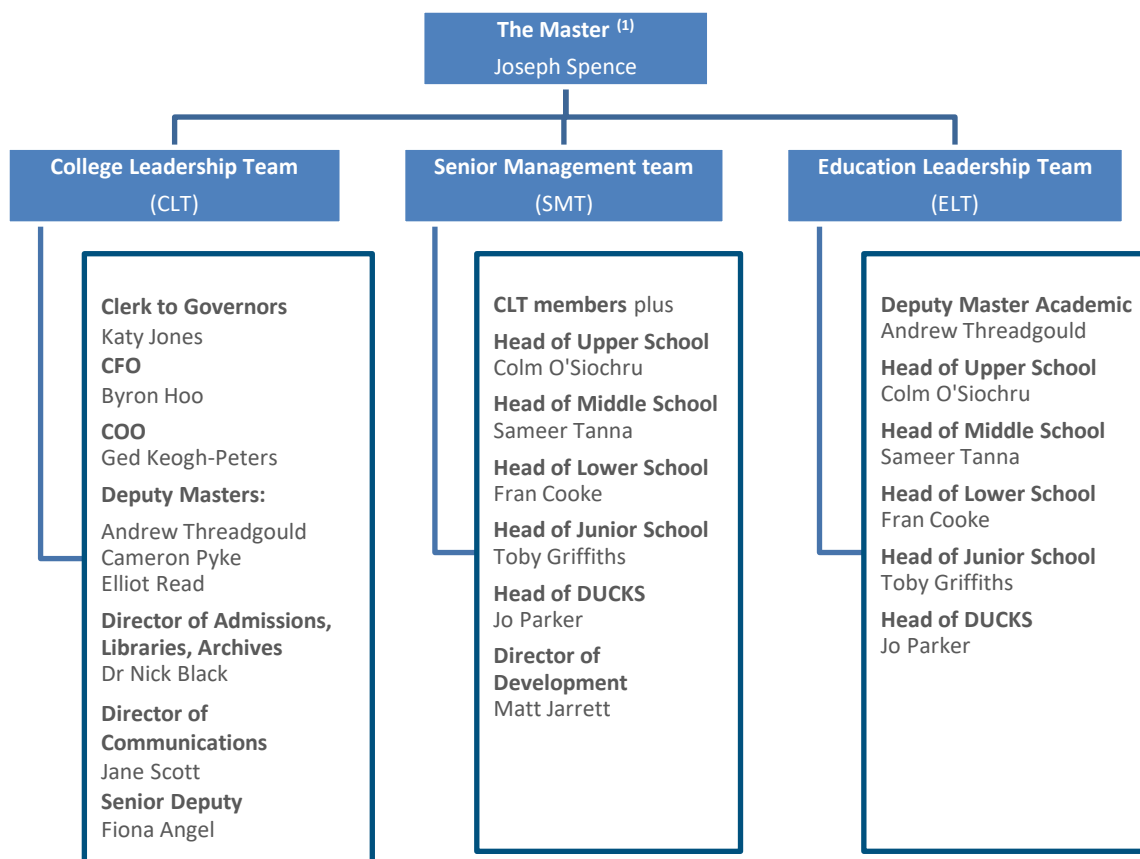 The Master (1)
Joseph Spence
College Leadership Team
(CLT)
Senior Management team
(SMT)
Education Leadership Team
(ELT)
Clerk to Governors
Katy Jones
CFO
Byron Hoo
COO
Ged Keogh-Peters
Deputy Masters:
Andrew Threadgould
Cameron Pyke
Elliot Read
Director of Admissions,
Libraries, Archives
Dr Nick Black
Director of
Communications
Jane Scott
Senior Deputy
Fiona Angel
CLT members plus
Head of Upper School
Colm O'Siochru
Head of Middle School
Sameer Tanna
Head of Lower School
Fran Cooke
Head of Junior School
Toby Griffiths
Head of DUCKS
Jo Parker
Director of
Development
Matt Jarrett
Deputy Master Academic
Andrew Threadgould
Head of Upper School
Colm O'Siochru
Head of Middle School
Sameer Tanna
Head of Lower School
Fran Cooke
Head of Junior School
Toby Griffiths
Head of DUCKS
Jo Parker